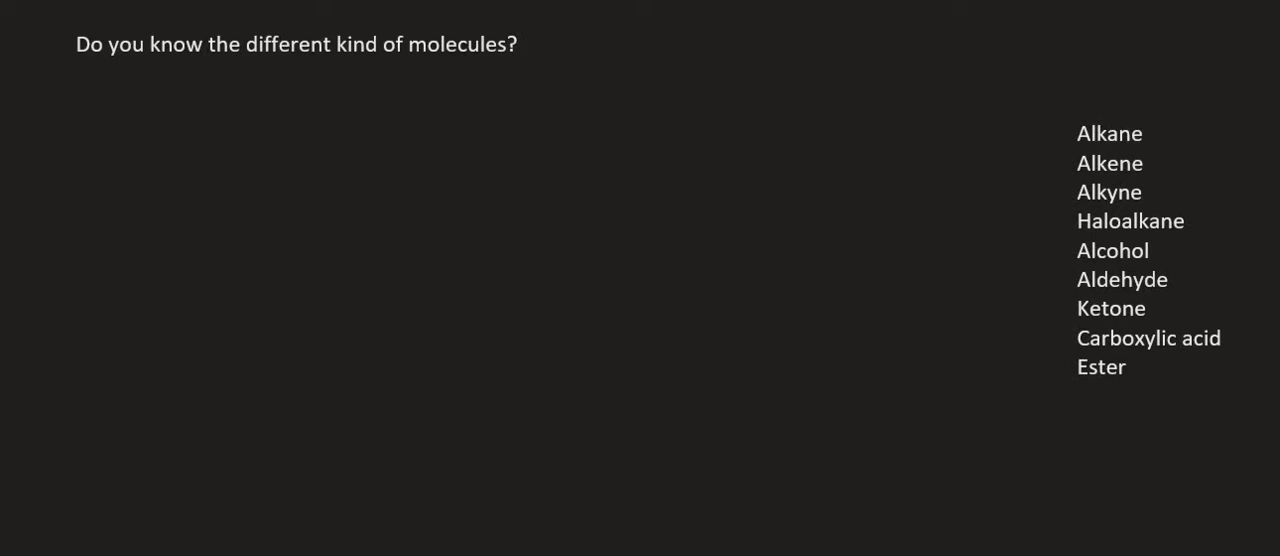 Do you know the different kind of molecules?
Alkane
Alkene
Alkyne
Haloalkane
Alcohol
Aldehyde
Ketone
Carboxylic acid
Ester